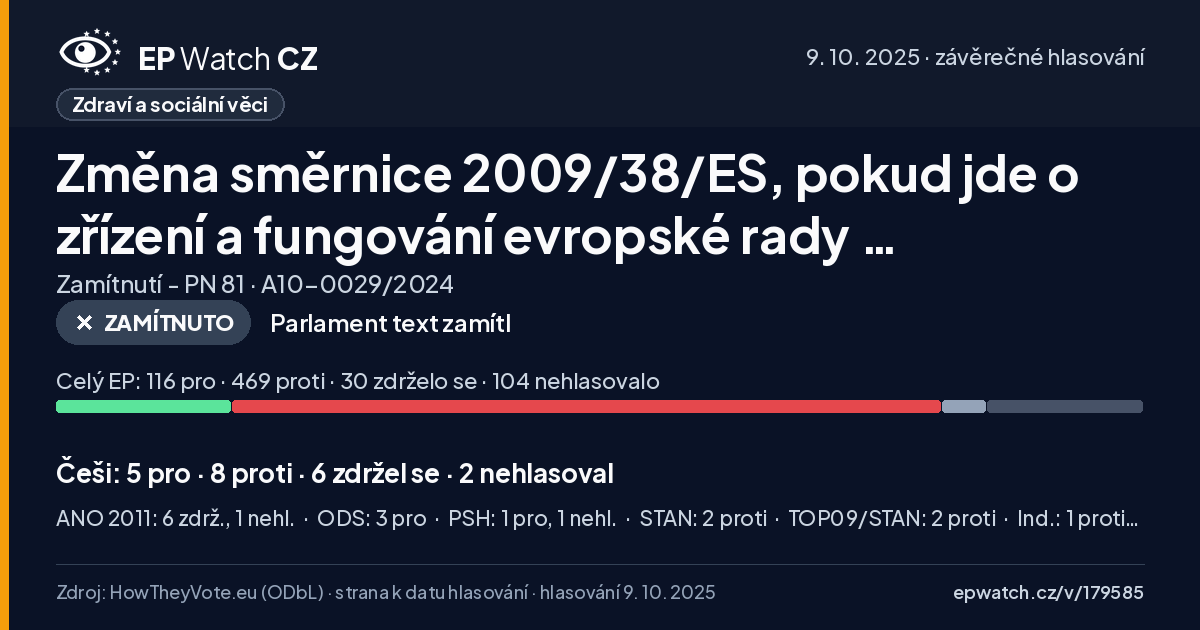 EP Watch CZ
9. 10. 2025 · závěrečné hlasování
Zdraví a sociální věci
Změna směrnice 2009/38/ES, pokud jde o
zřízení a fungování evropské rady …
Zamítnutí – PN 81 · A10–0029/2024
✕ ZAMÍTNUTO
Parlament text zamítl
Celý EP: 116 pro · 469 proti · 30 zdrželo se · 104 nehlasovalo
Češi: 5 pro · 8 proti · 6 zdržel se · 2 nehlasoval
ANO 2011: 6 zdrž., 1 nehl. · ODS: 3 pro · PSH: 1 pro, 1 nehl. · STAN: 2 proti · TOP09/STAN: 2 proti · Ind.: 1 proti…
Zdroj: HowTheyVote.eu (ODbL) · strana k datu hlasování · hlasování 9. 10. 2025
epwatch.cz/v/179585